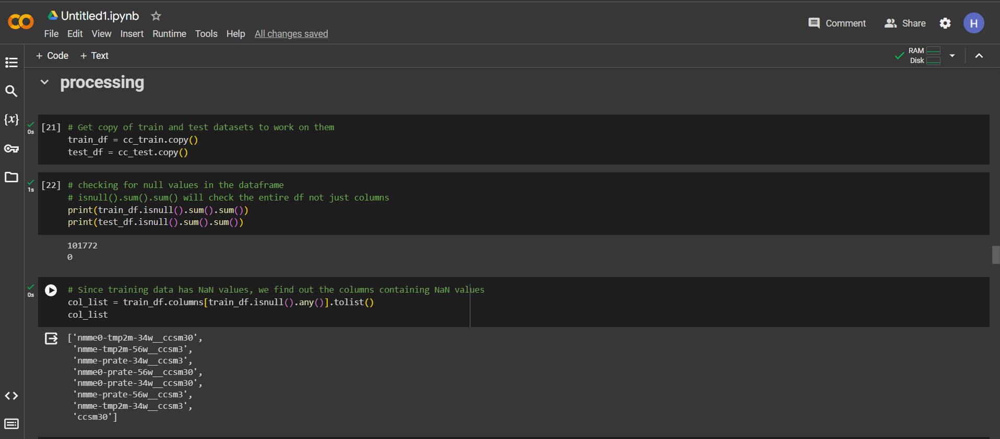 Untitled1.ipynb
File Edit View Insert Runtime Tools Help All changes saved
Comment Share H
+ Code + Text
RAM
Disk
processing
0s
[21] # Get copy of train and test datasets to work on them
train_df = cc_train.copy()
test_df = cc_test.copy()
1s
[22] # checking for null values in the dataframe
# isnull().sum().sum() will check the entire df not just columns
print(train_df.isnull().sum().sum())
print(test_df.isnull().sum().sum())
101772
0
0s
# Since training data has NaN values, we find out the columns containing NaN values
col_list = train_df.columns[train_df.isnull().any()].tolist()
col_list
['nmme0-tmp2m-34w__ccsm30',
'nmme-tmp2m-56w__ccsm3',
'nmme-prate-34w__ccsm3',
'nmme0-prate-56w__ccsm30',
'nmme0-prate-34w__ccsm30',
'nmme-prate-56w__ccsm3',
'nmme-tmp2m-34w__ccsm3',
'ccsm30']